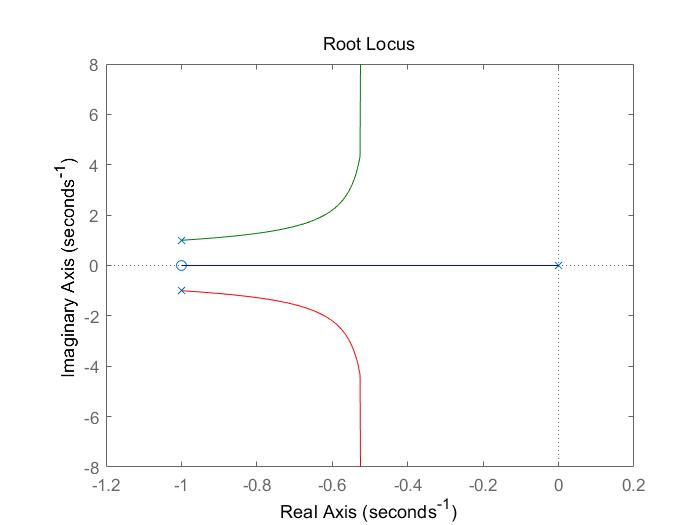 Root Locus
Imaginary Axis (seconds⁻¹)
8
6
4
2
0
-2
-4
-6
-8
-1.2 -1 -0.8 -0.6 -0.4 -0.2 0 0.2
Real Axis (seconds⁻¹)